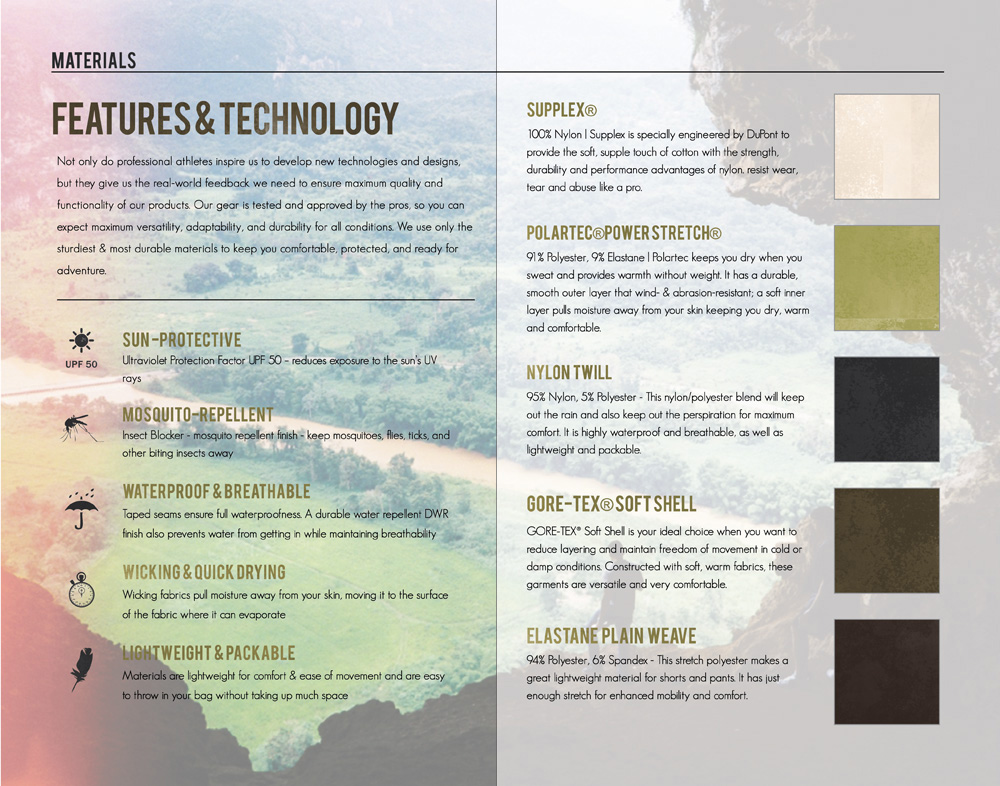 MATERIALS
FEATURES & TECHNOLOGY
Not only do professional athletes inspire us to develop new technologies and designs,
but they give us the real-world feedback we need to ensure maximum quality and
functionality of our products. Our gear is tested and approved by the pros, so you can
expect maximum versatility, adaptability, and durability for all conditions. We use only the
sturdiest & most durable materials to keep you comfortable, protected, and ready for
adventure.
UPF 50
SUN-PROTECTIVE
Ultraviolet Protection Factor UPF 50 - reduces exposure to the sun's UV
rays
MOSQUITO-REPELLENT
Insect Blocker - mosquito repellent finish - keep mosquitoes, flies, ticks, and
other biting insects away
WATERPROOF & BREATHABLE
Taped seams ensure full waterproofness. A durable water repellent DWR
finish also prevents water from getting in while maintaining breathability
WICKING & QUICK DRYING
Wicking fabrics pull moisture away from your skin, moving it to the surface
of the fabric where it can evaporate
LIGHTWEIGHT & PACKABLE
Materials are lightweight for comfort & ease of movement and are easy
to throw in your bag without taking up much space
SUPPLEX®
100% Nylon | Supplex is specially engineered by DuPont to
provide the soft, supple touch of cotton with the strength,
durability and performance advantages of nylon. resist wear,
tear and abuse like a pro.
POLARTEC® POWER STRETCH®
91% Polyester, 9% Elastane | Polartec keeps you dry when you
sweat and provides warmth without weight. It has a durable,
smooth outer layer that wind- & abrasion-resistant; a soft inner
layer pulls moisture away from your skin keeping you dry, warm
and comfortable.
NYLON TWILL
95% Nylon, 5% Polyester - This nylon/polyester blend will keep
out the rain and also keep out the perspiration for maximum
comfort. It is highly waterproof and breathable, as well as
lightweight and packable.
GORE-TEX® SOFT SHELL
GORE-TEX® Soft Shell is your ideal choice when you want to
reduce layering and maintain freedom of movement in cold or
damp conditions. Constructed with soft, warm fabrics, these
garments are versatile and very comfortable.
ELASTANE PLAIN WEAVE
94% Polyester, 6% Spandex - This stretch polyester makes a
great lightweight material for shorts and pants. It has just
enough stretch for enhanced mobility and comfort.